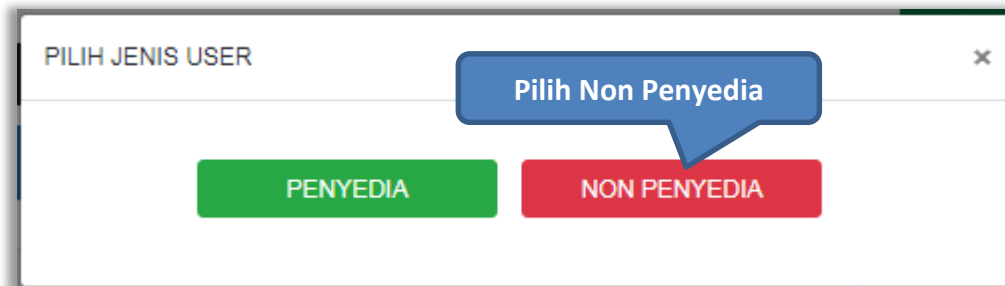 PILIH JENIS USER
×
Pilih Non Penyedia
PENYEDIA
NON PENYEDIA